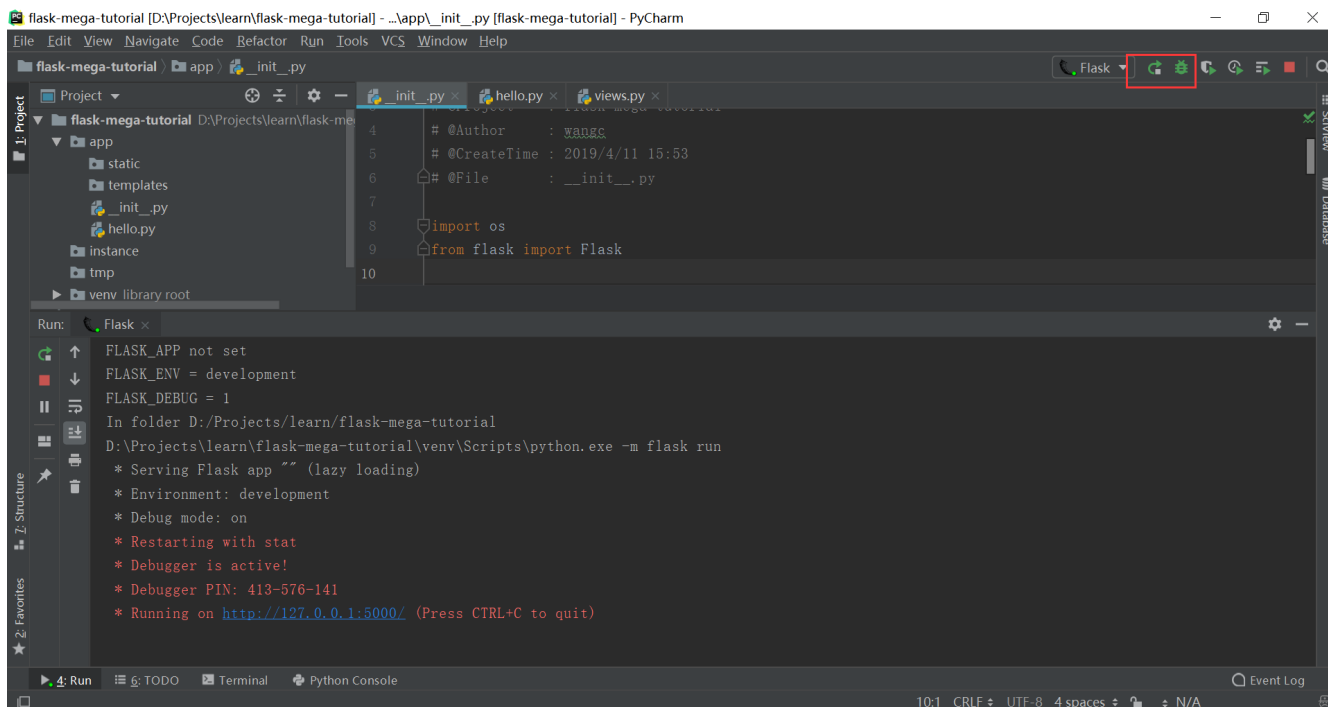 flask-mega-tutorial [D:\Projects\learn\flask-mega-tutorial] - ...\app\__init__.py [flask-mega-tutorial] - PyCharm
File Edit View Navigate Code Refactor Run Tools VCS Window Help
flask-mega-tutorial app __init__.py Flask
Project __init__.py hello.py views.py
1: Project
flask-mega-tutorial D:\Projects\learn\flask-me
app
static
templates
__init__.py
hello.py
instance
tmp
venv library root
4 # @Author : wangc
5 # @CreateTime : 2019/4/11 15:53
6 # @File : __init__.py
7
8 import os
9 from flask import Flask
10
SciView
Database
Run: Flask
FLASK_APP not set
FLASK_ENV = development
FLASK_DEBUG = 1
In folder D:/Projects/learn/flask-mega-tutorial
D:\Projects\learn\flask-mega-tutorial\venv\Scripts\python.exe -m flask run
* Serving Flask app "" (lazy loading)
* Environment: development
* Debug mode: on
* Restarting with stat
* Debugger is active!
* Debugger PIN: 413-576-141
* Running on http://127.0.0.1:5000/ (Press CTRL+C to quit)
7: Structure
2: Favorites
4: Run 6: TODO Terminal Python Console Event Log
10:1 CRLF UTF-8 4 spaces N/A